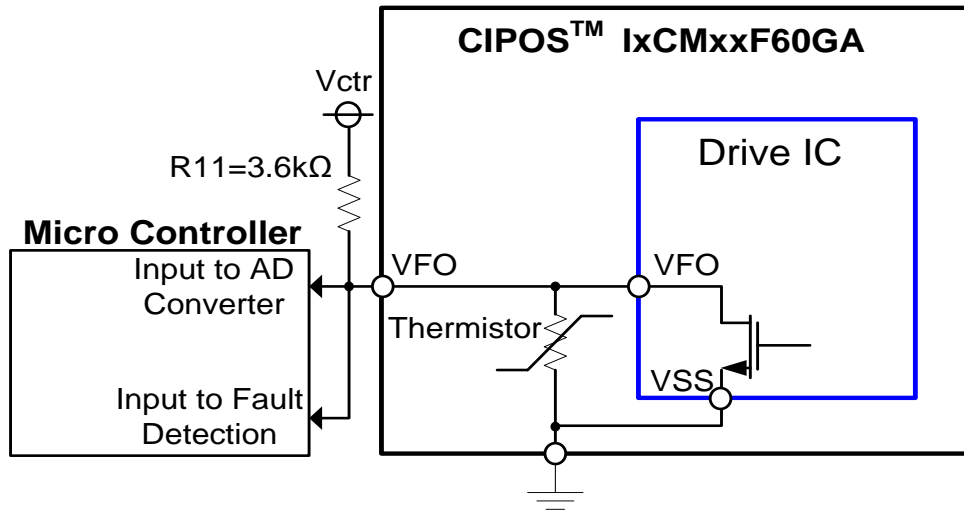 CIPOS™ IxCMxxF60GA
Vctr
Drive IC
R11=3.6kΩ
Micro Controller
Input to AD
Converter
VFO
VFO
Thermistor
VSS
Input to Fault
Detection